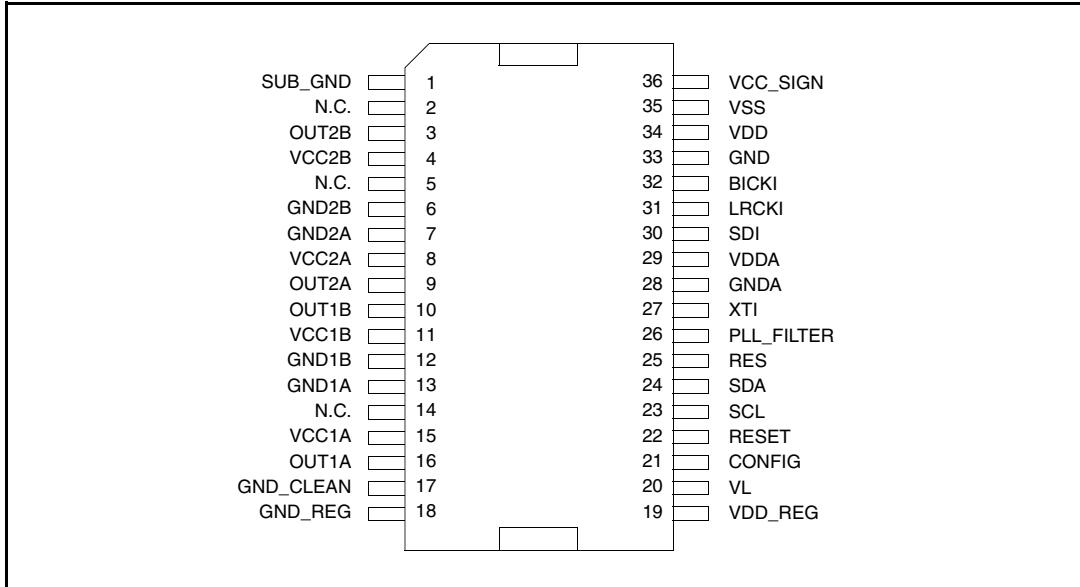 SUB_GND 1 36 VCC_SIGN
N.C. 2 35 VSS
OUT2B 3 34 VDD
VCC2B 4 33 GND
N.C. 5 32 BICKI
GND2B 6 31 LRCKI
GND2A 7 30 SDI
VCC2A 8 29 VDDA
OUT2A 9 28 GNDA
OUT1B 10 27 XTI
VCC1B 11 26 PLL_FILTER
GND1B 12 25 RES
GND1A 13 24 SDA
N.C. 14 23 SCL
VCC1A 15 22 RESET
OUT1A 16 21 CONFIG
GND_CLEAN 17 20 VL
GND_REG 18 19 VDD_REG